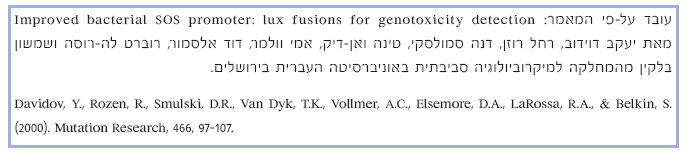 עובד על-פי המאמר: Improved bacterial SOS promoter: lux fusions for genotoxicity detection
מאת יעקב דוידוב, רחל רוזן, דנה סמולסקי, טינה ואן-דיק, אמי וולמר, דוד אלסמור, רוברט לה-רוסה ושמשון
בלקין מהמחלקה למיקרוביולוגיה סביבתית באוניברסיטה העברית בירושלים.
Davidov, Y., Rozen, R., Smulski, D.R., Van Dyk, T.K., Vollmer, A.C., Elsemore, D.A., LaRossa, R.A., & Belkin, S.
(2000). Mutation Research, 466, 97-107.